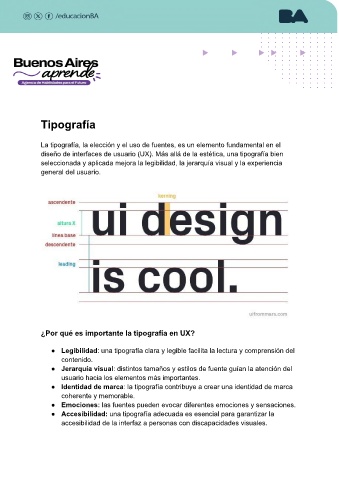 /educacionBA
BA
Buenos Aires
aprende
Agencia de Habilidades para el Futuro
Tipografía
La tipografía, la elección y el uso de fuentes, es un elemento fundamental en el
diseño de interfaces de usuario (UX). Más allá de la estética, una tipografía bien
seleccionada y aplicada mejora la legibilidad, la jerarquía visual y la experiencia
general del usuario.
kerning
ascendente
altura X
línea base
descendente
leading
ui design
is cool.
uifrommars.com
¿Por qué es importante la tipografía en UX?
● Legibilidad: una tipografía clara y legible facilita la lectura y comprensión del
contenido.
● Jerarquía visual: distintos tamaños y estilos de fuente guían la atención del
usuario hacia los elementos más importantes.
● Identidad de marca: la tipografía contribuye a crear una identidad de marca
coherente y memorable.
● Emociones: las fuentes pueden evocar diferentes emociones y sensaciones.
● Accesibilidad: una tipografía adecuada es esencial para garantizar la
accesibilidad de la interfaz a personas con discapacidades visuales.